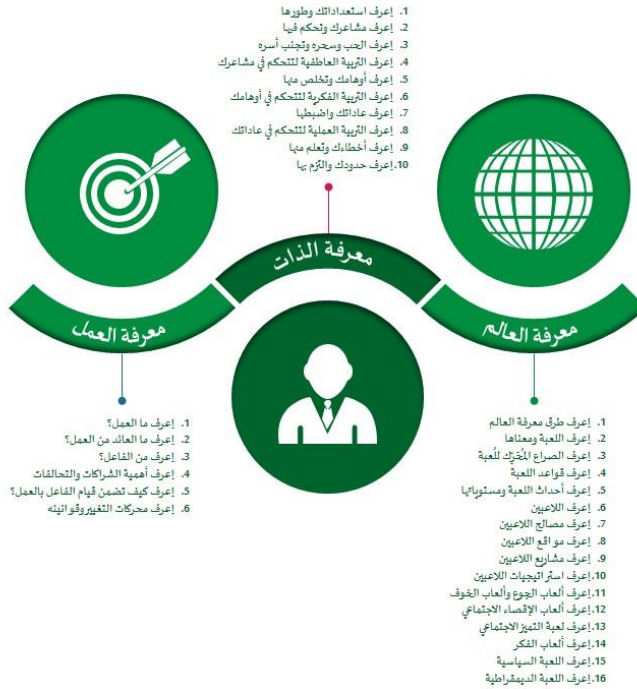 1. إعرف استعداداتك وطورها
2. إعرف مشاعرك وتحكم فيها
3. إعرف الحب وسحره وتجنب أسره
4. إعرف التربية العاطفية لتتحكم في مشاعرك
5. إعرف أوهامك وتخلص منها
6. إعرف التربية الفكرية لتتحكم في أوهامك
7. إعرف عاداتك واضبطها
8. إعرف التربية العملية لتتحكم في عاداتك
9. إعرف أخطاءك وتعلم منها
10. إعرف حدودك والتزم بها
معرفة الذات
معرفة العالم
معرفة العمل
1. إعرف طرق معرفة العالم
2. إعرف اللعبة ومعناها
3. إعرف الصراع المُحَرِّك للُعبة
4. إعرف قواعد اللعبة
5. إعرف أحداث اللعبة ومستوياتها
6. إعرف اللاعبين
7. إعرف مصالح اللاعبين
8. إعرف مواقع اللاعبين
9. إعرف مشاريع اللاعبين
10. إعرف استراتيجيات اللاعبين
11. إعرف ألعاب الجوع وألعاب الخوف
12. إعرف ألعاب الإقصاء الاجتماعي
13. إعرف لعبة التميز الاجتماعي
14. إعرف ألعاب الفكر
15. إعرف اللعبة السياسية
16. إعرف اللعبة الديمقراطية
1. إعرف ما العمل؟
2. إعرف ما العائد من العمل؟
3. إعرف من الفاعل؟
4. إعرف أهمية الشراكات والتحالفات
5. إعرف كيف تضمن قيام الفاعل بالعمل؟
6. إعرف محركات التغيير وقوانينه